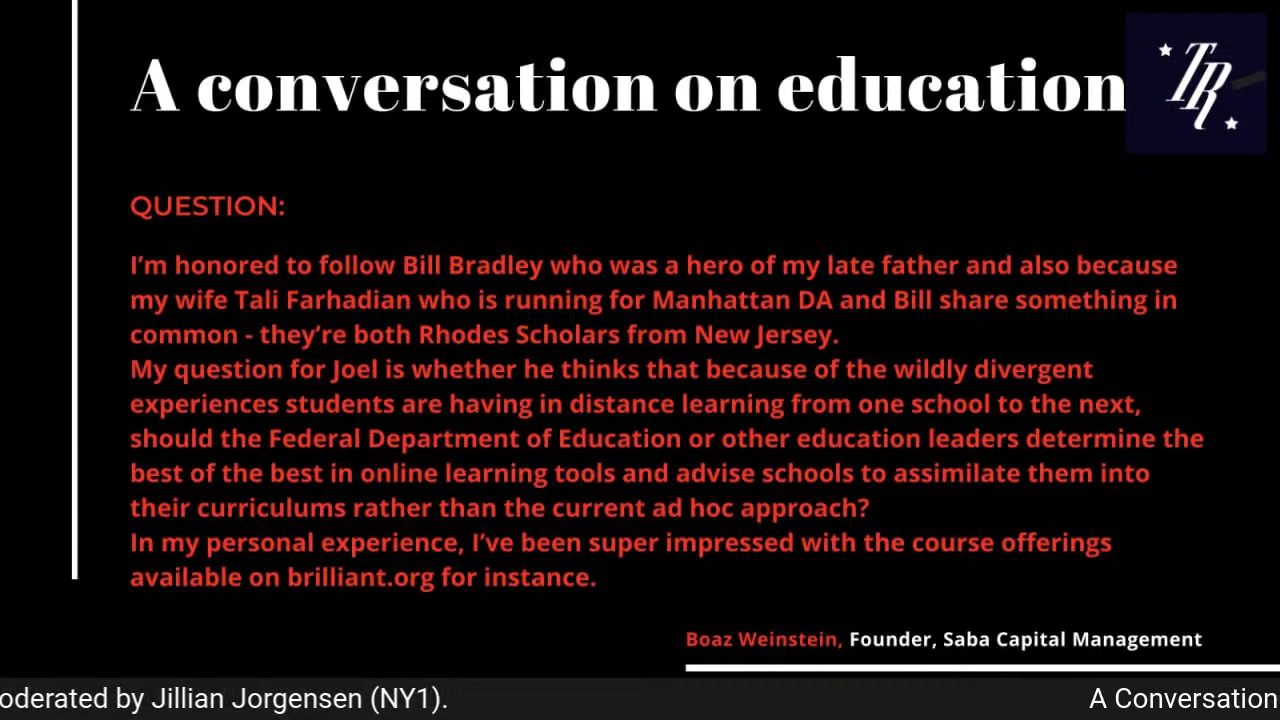 A conversation on education
TR
QUESTION:
I'm honored to follow Bill Bradley who was a hero of my late father and also because
my wife Tali Farhadian who is running for Manhattan DA and Bill share something in
common - they're both Rhodes Scholars from New Jersey.
My question for Joel is whether he thinks that because of the wildly divergent
experiences students are having in distance learning from one school to the next,
should the Federal Department of Education or other education leaders determine the
best of the best in online learning tools and advise schools to assimilate them into
their curriculums rather than the current ad hoc approach?
In my personal experience, I've been super impressed with the course offerings
available on brilliant.org for instance.
Boaz Weinstein, Founder, Saba Capital Management
oderated by Jillian Jorgensen (NY1). A Conversation